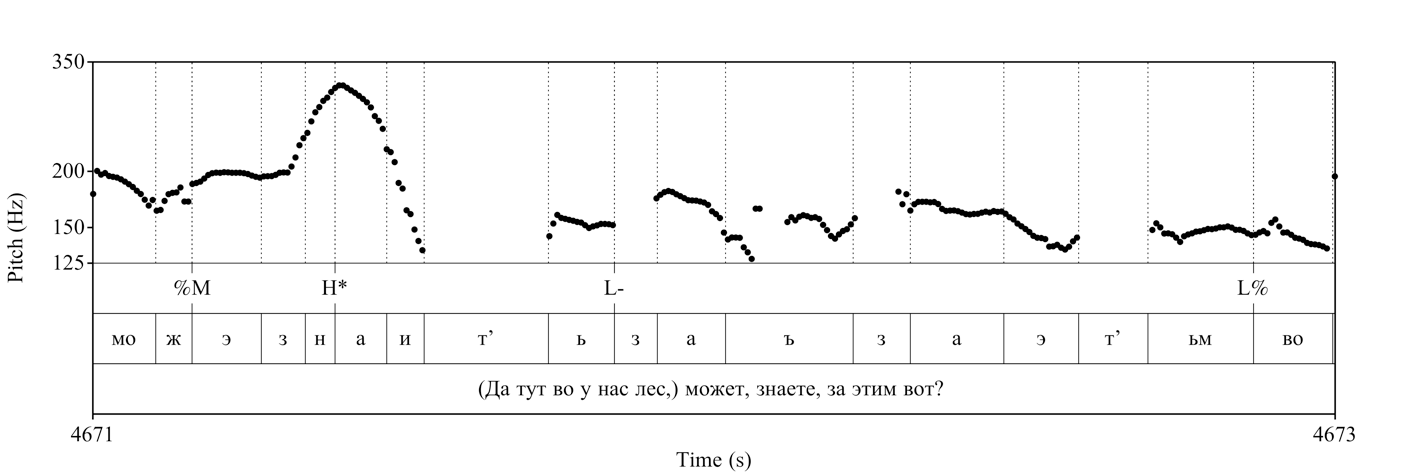 350
200
150
125
Pitch (Hz)
%M H* L- L%
мо ж э з н а и т’ ь з а ъ з а э т’ ьм во
(Да тут во у нас лес,) может, знаете, за этим вот?
4671 4673
Time (s)